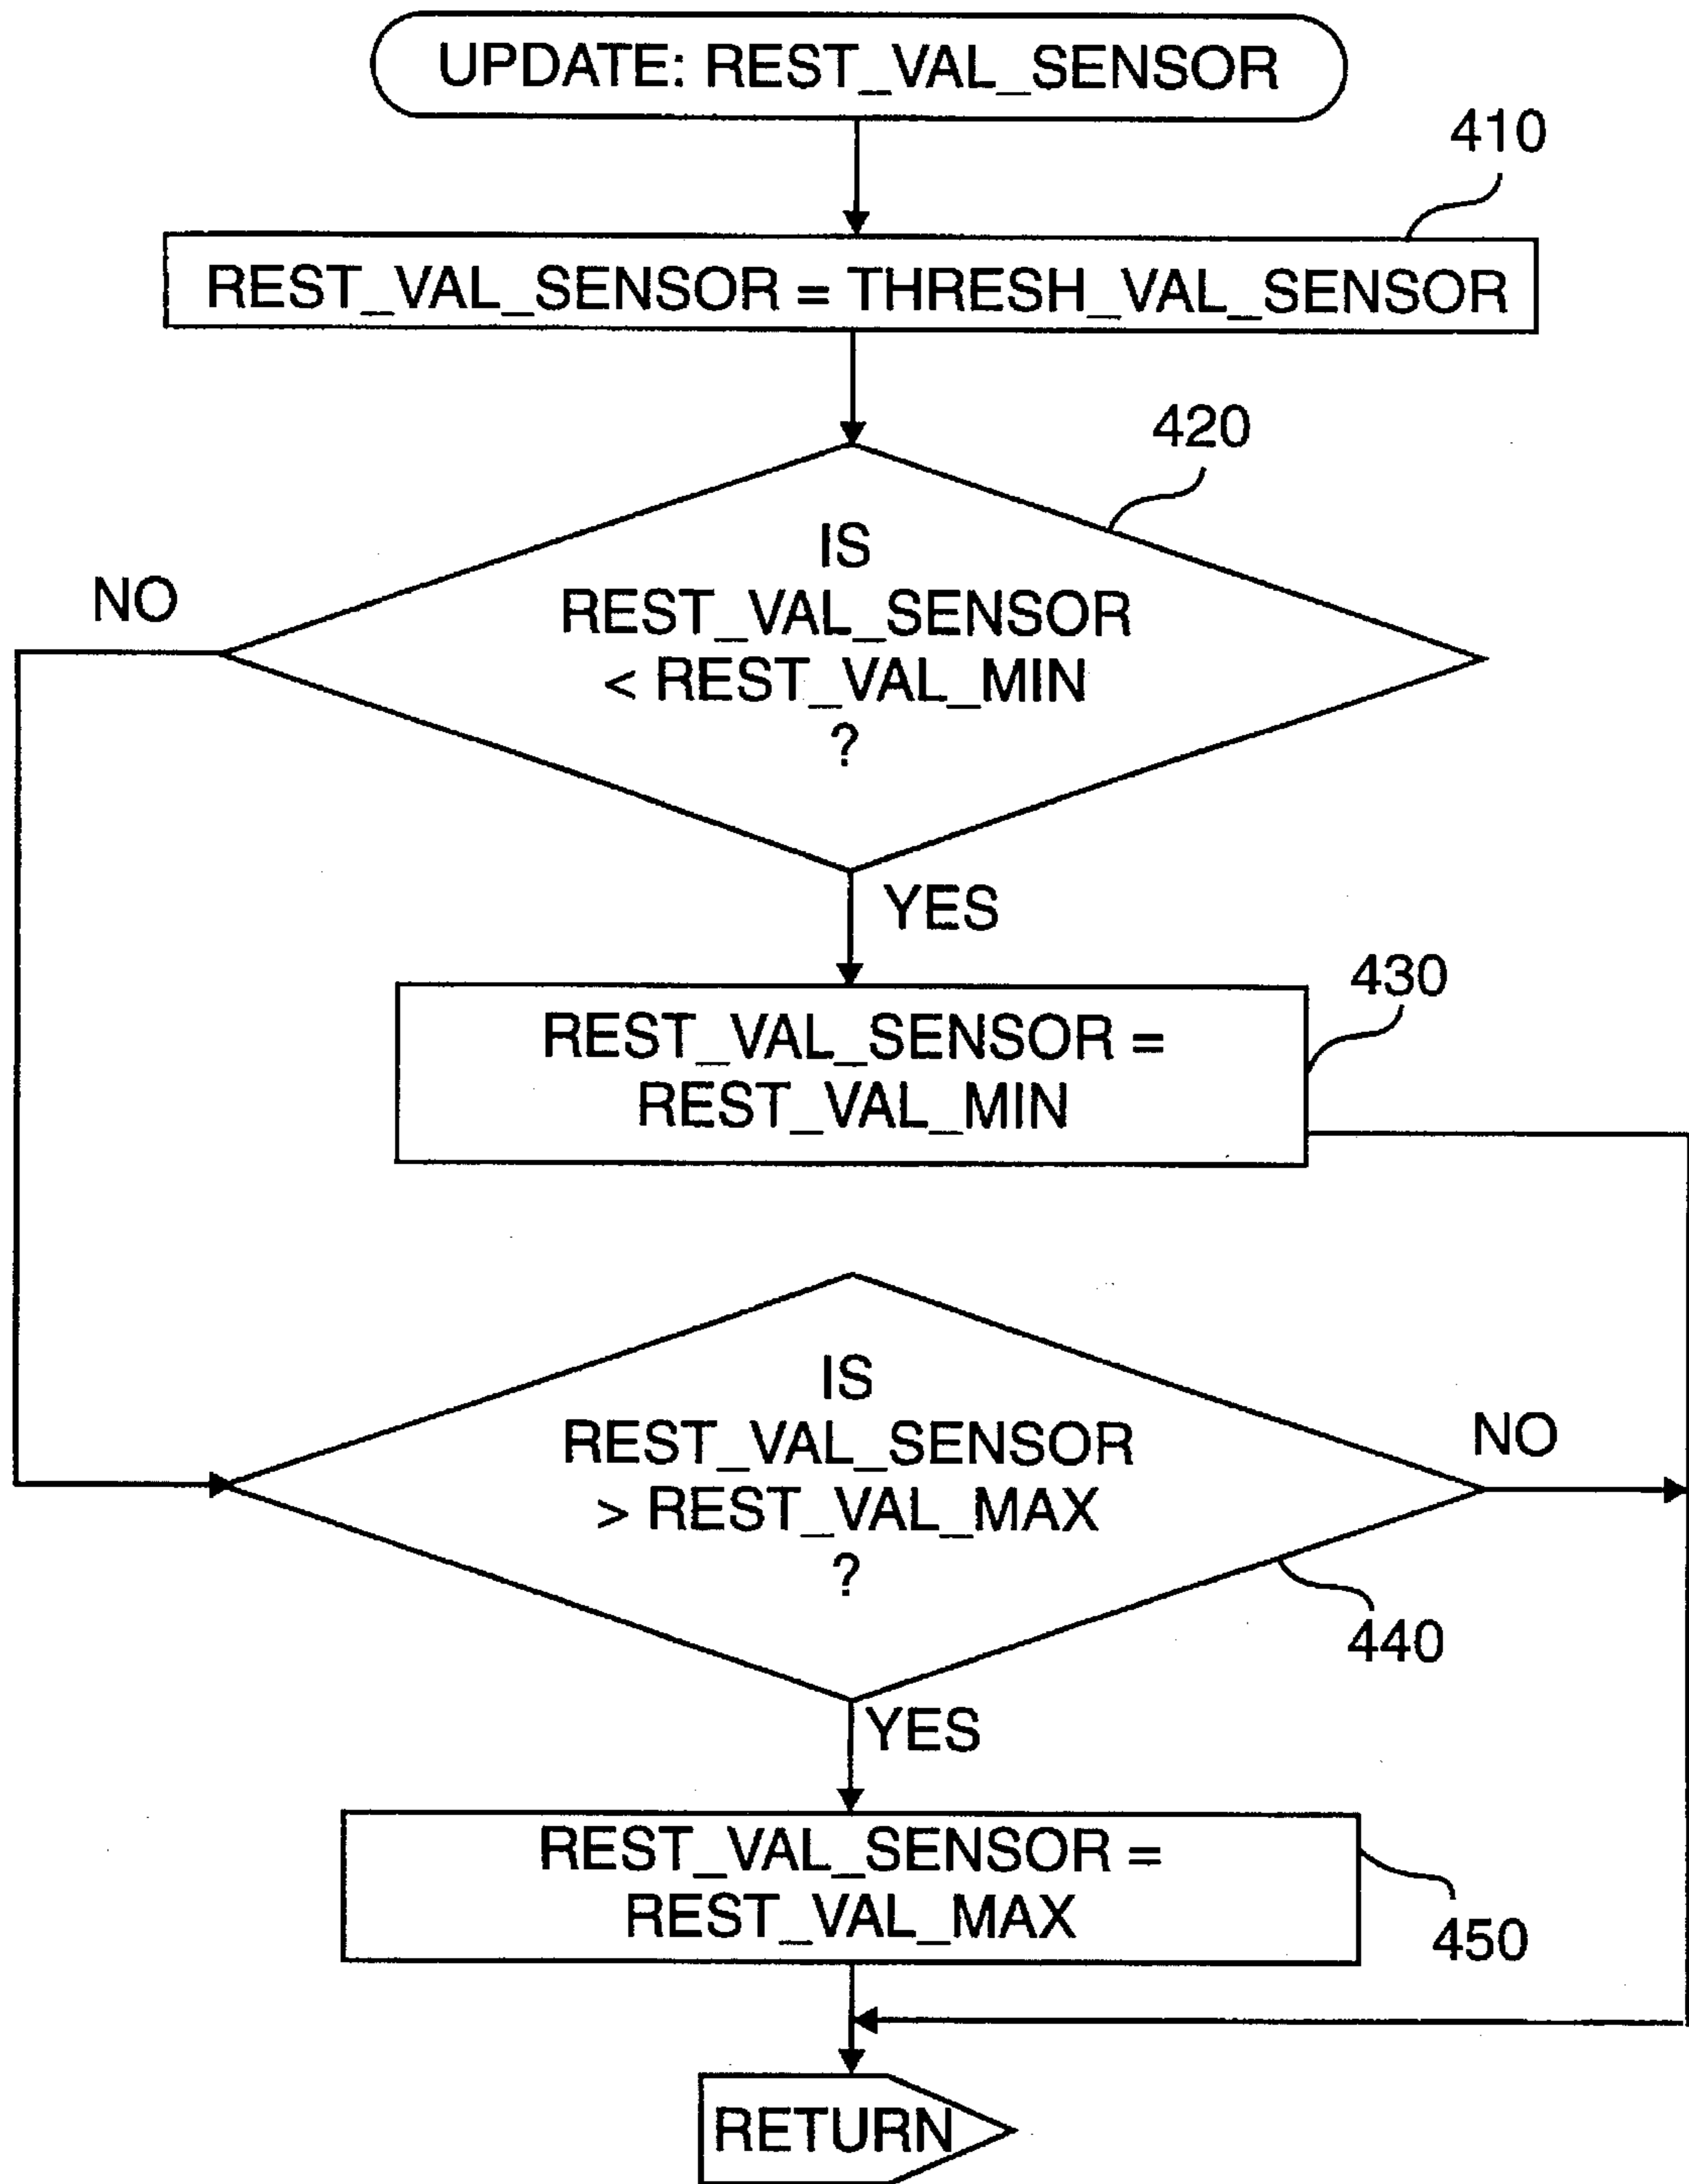 UPDATE: REST_VAL_SENSOR
410
REST_VAL_SENSOR = THRESH_VAL_SENSOR
420
IS
REST_VAL_SENSOR
< REST_VAL_MIN
?
NO
YES
430
REST_VAL_SENSOR =
REST_VAL_MIN
IS
REST_VAL_SENSOR
> REST_VAL_MAX
?
NO
440
YES
REST_VAL_SENSOR =
REST_VAL_MAX
450
RETURN